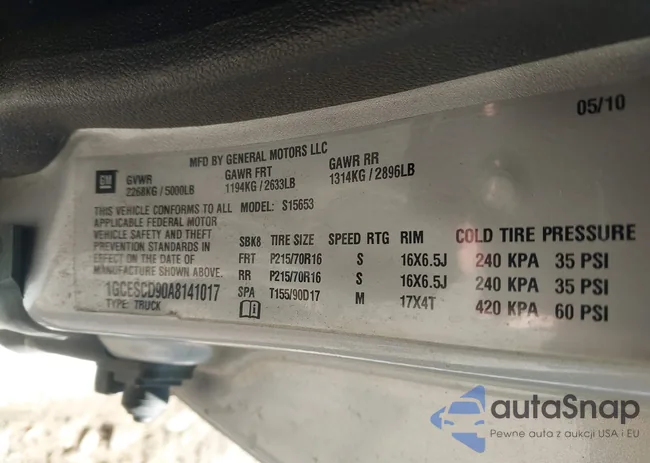 05/10
MFD BY GENERAL MOTORS LLC
GM GVWR GAWR FRT GAWR RR
2268KG / 5000LB 1194KG / 2633LB 1314KG / 2896LB
THIS VEHICLE CONFORMS TO ALL MODEL: S15653
APPLICABLE FEDERAL MOTOR
VEHICLE SAFETY AND THEFT
PREVENTION STANDARDS IN
EFFECT ON THE DATE OF
MANUFACTURE SHOWN ABOVE.
1GCESCD90A8141017
TYPE: TRUCK
SBK8 TIRE SIZE SPEED RTG RIM COLD TIRE PRESSURE
FRT P215/70R16 S 16X6.5J 240 KPA 35 PSI
RR P215/70R16 S 16X6.5J 240 KPA 35 PSI
SPA T155/90D17 M 17X4T 420 KPA 60 PSI
autaSnap
Pewne auta z aukcji USA i EU